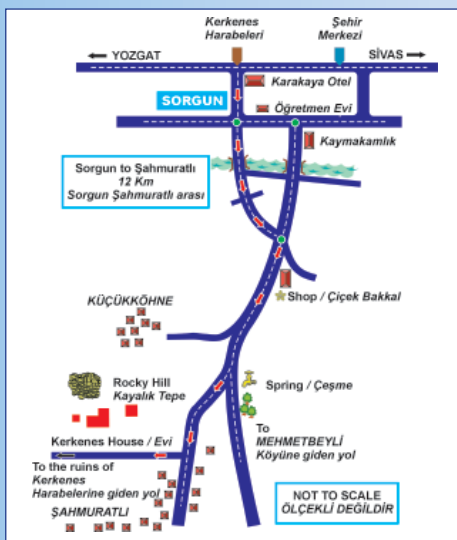 Kerkenes
Harabeleri
Şehir
Merkezi
YOZGAT
SİVAS
Karakaya Otel
SORGUN
Öğretmen Evi
Kaymakamlık
Sorgun to Şahmuratlı
12 Km
Sorgun Şahmuratlı arası
Shop / Çiçek Bakkal
KÜÇÜKKÖHNE
Rocky Hill
Kayalık Tepe
Spring / Çeşme
Kerkenes House / Evi
To
MEHMETBEYLİ
Köyüne giden yol
To the ruins of
Kerkenes
Harabelerine giden yol
ŞAHMURATLI
NOT TO SCALE
ÖLÇEKLİ DEĞİLDİR